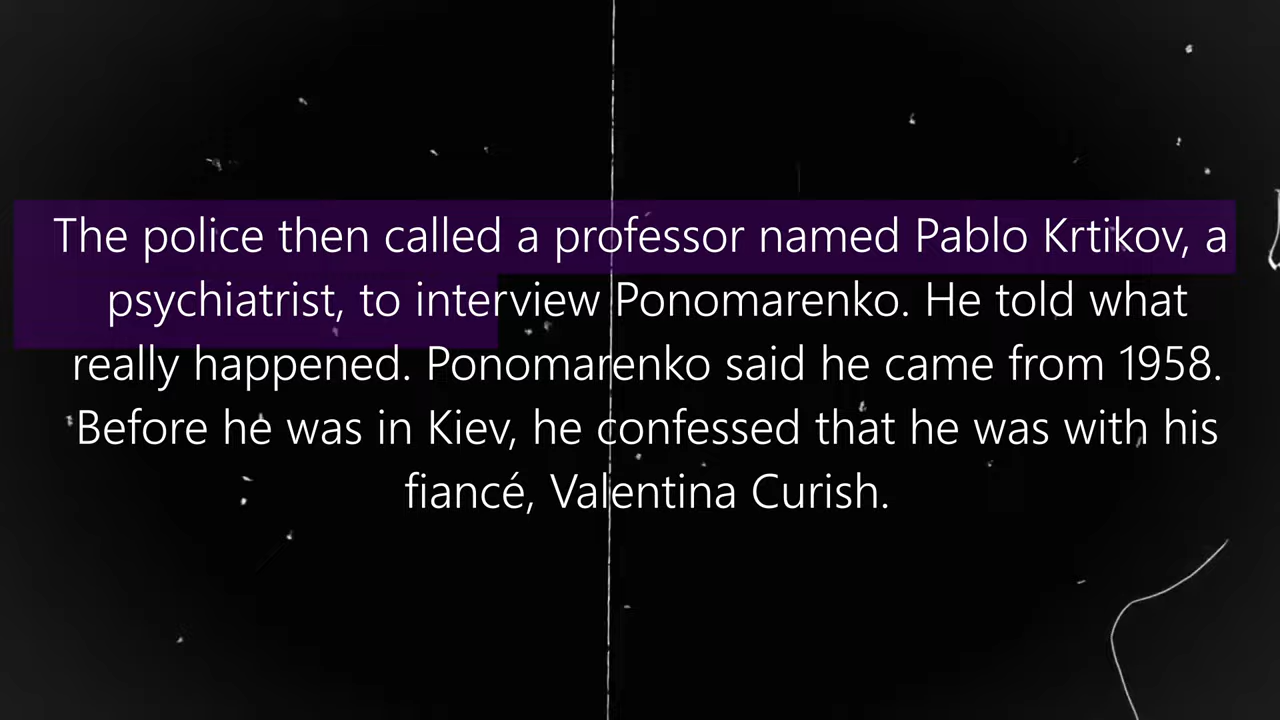 The police then called a professor named Pablo Krtikov, a
psychiatrist, to interview Ponomarenko. He told what
really happened. Ponomarenko said he came from 1958.
Before he was in Kiev, he confessed that he was with his
fiancé, Valentina Curish.